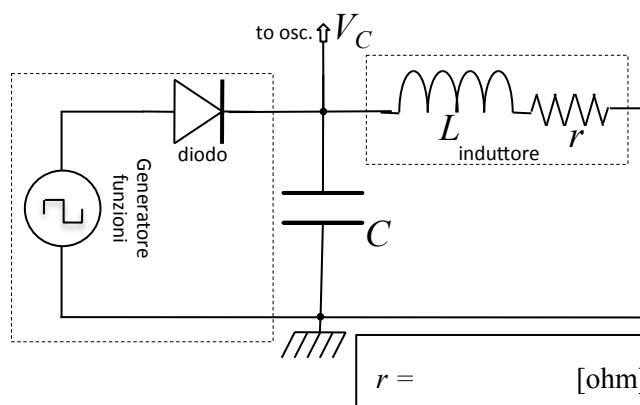 to osc. V_C
diodo
L
r
induttore
Generatore
funzioni
C
r = [ohm]